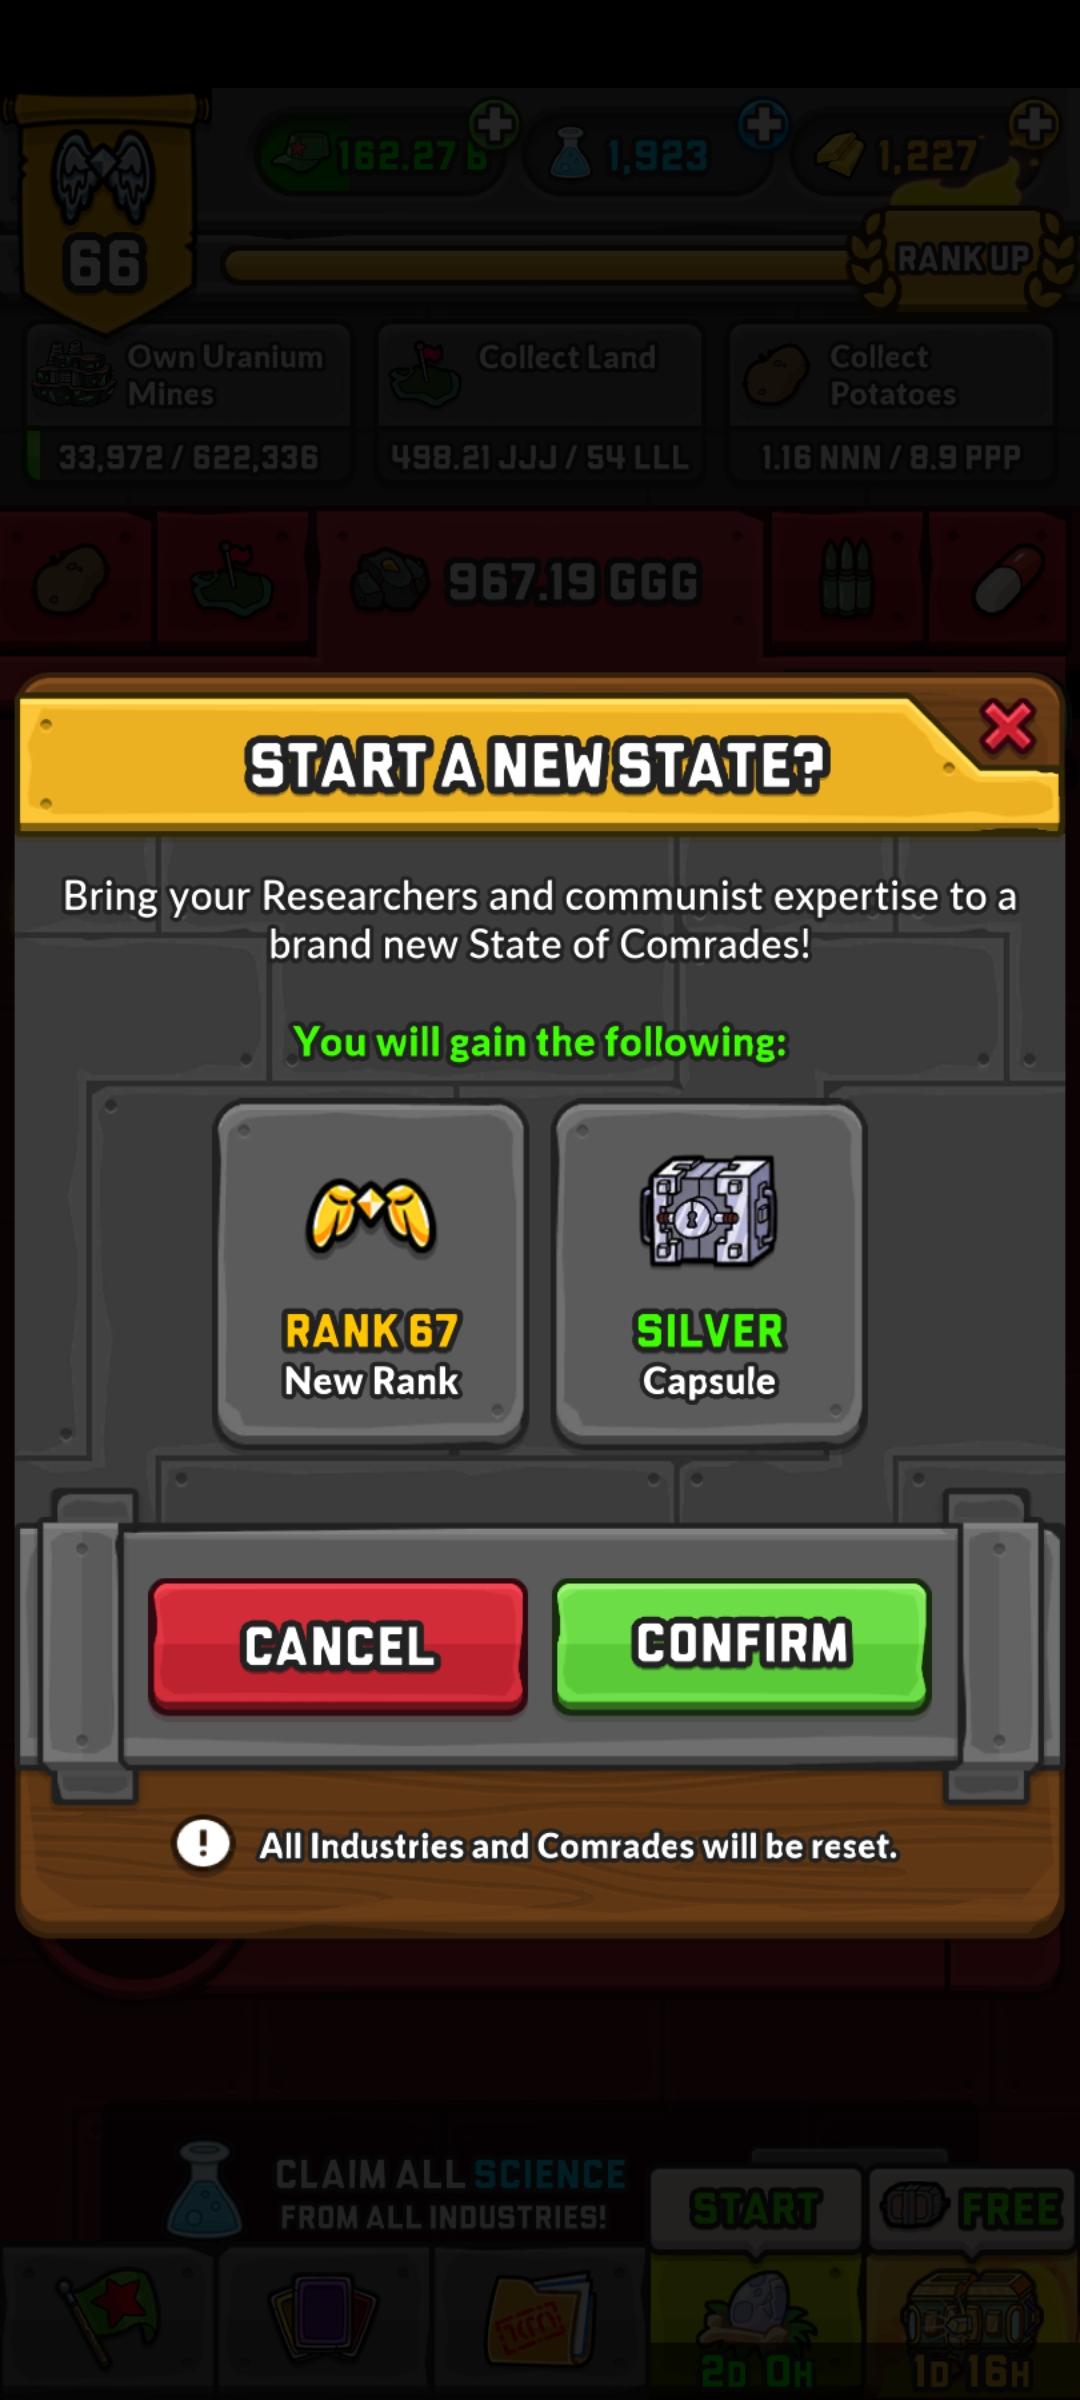 162.27 B
1,923
1,227
66
RANK UP
Own Uranium
Mines
33,972 / 622,336
Collect Land
498.21 JJJ / 54 LLL
Collect
Potatoes
1.16 NNN / 8.9 PPP
967.19 GGG
START A NEW STATE?
Bring your Researchers and communist expertise to a
brand new State of Comrades!
You will gain the following:
RANK 67
New Rank
SILVER
Capsule
CANCEL
CONFIRM
! All Industries and Comrades will be reset.
CLAIM ALL SCIENCE
FROM ALL INDUSTRIES!
START
FREE
2D 0H
1D 16H